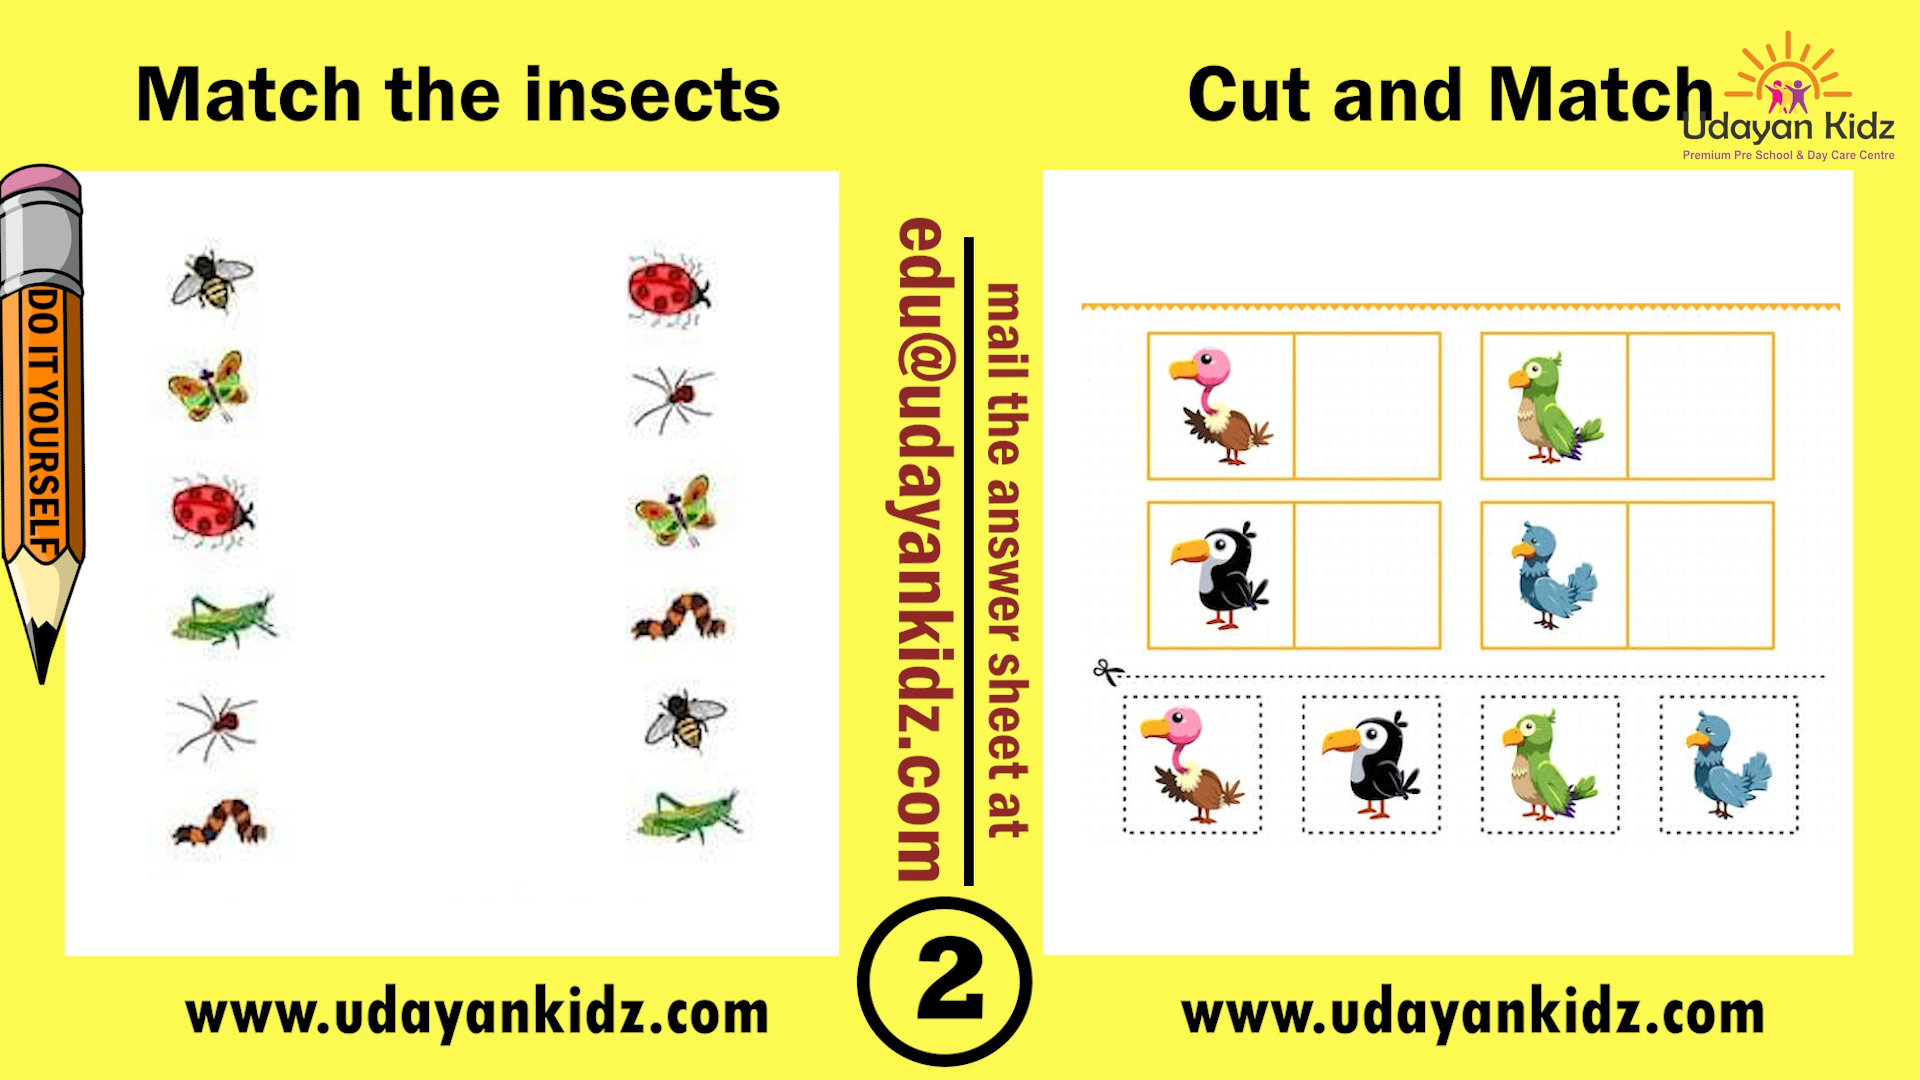 Match the insects
Cut and Match
Udayan Kidz
Premium Pre School & Day Care Centre
DO IT YOURSELF
edu@udayankidz.com
mail the answer sheet at
2
www.udayankidz.com
www.udayankidz.com